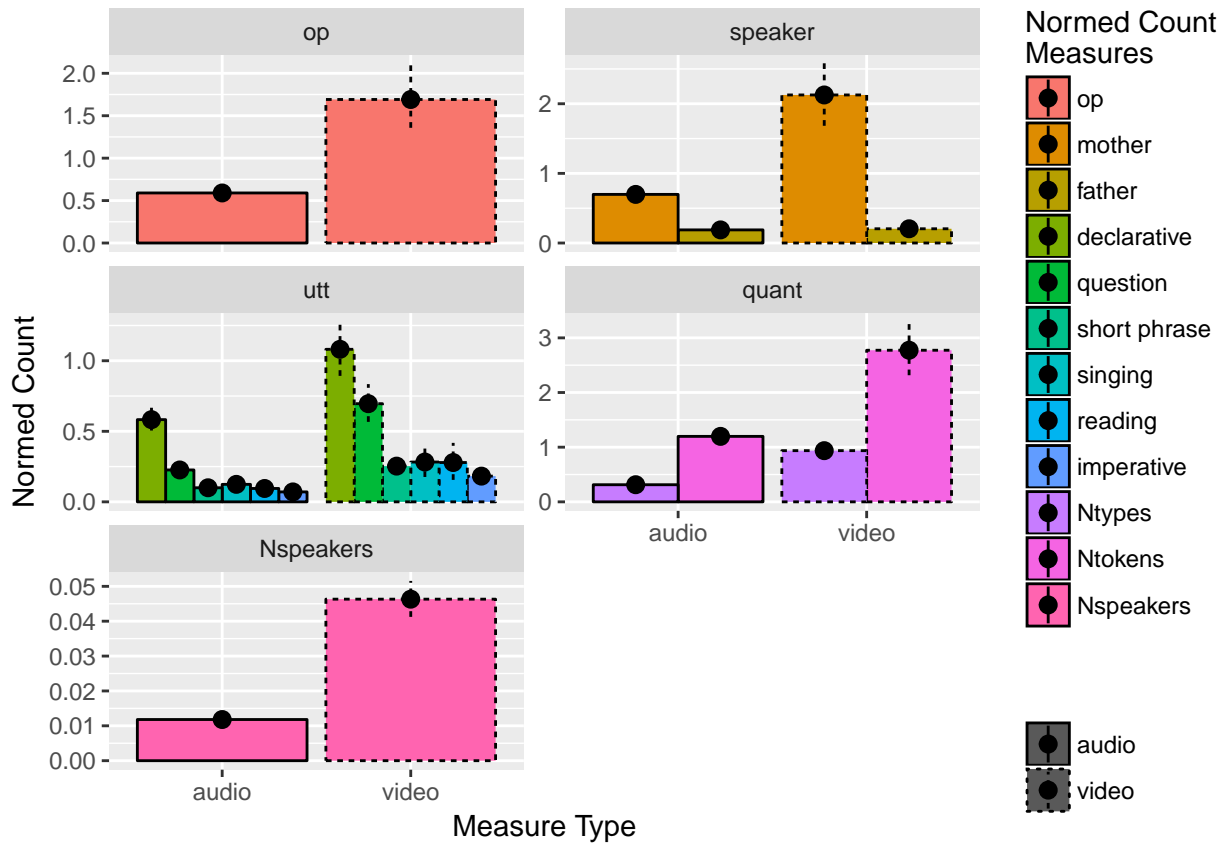 op
speaker
2.0
1.5
1.0
0.5
0.0
2
1
0
utt
quant
1.0
0.5
0.0
3
2
1
0
audio
video
Nspeakers
0.05
0.04
0.03
0.02
0.01
0.00
audio
video
Normed Count
Measure Type
Normed Count
Measures
op
mother
father
declarative
question
short phrase
singing
reading
imperative
Ntypes
Ntokens
Nspeakers
audio
video